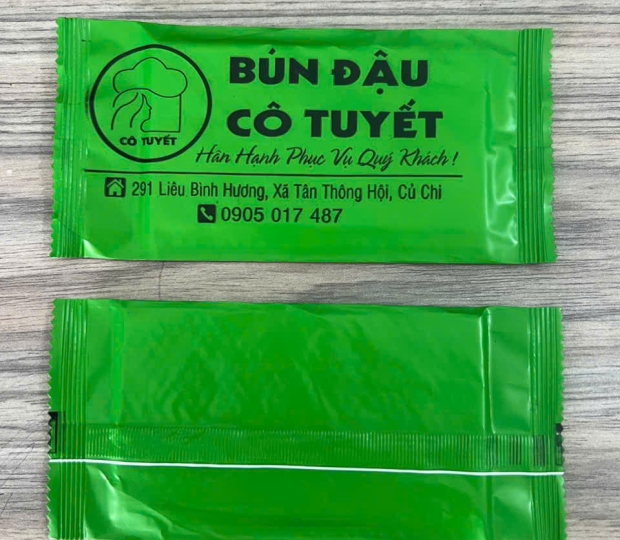 BÚN ĐẬU
CÔ TUYẾT
CÔ TUYẾT
Hân Hạnh Phục Vụ Quý Khách !
291 Liêu Bình Hương, Xã Tân Thông Hội, Củ Chi
0905 017 487